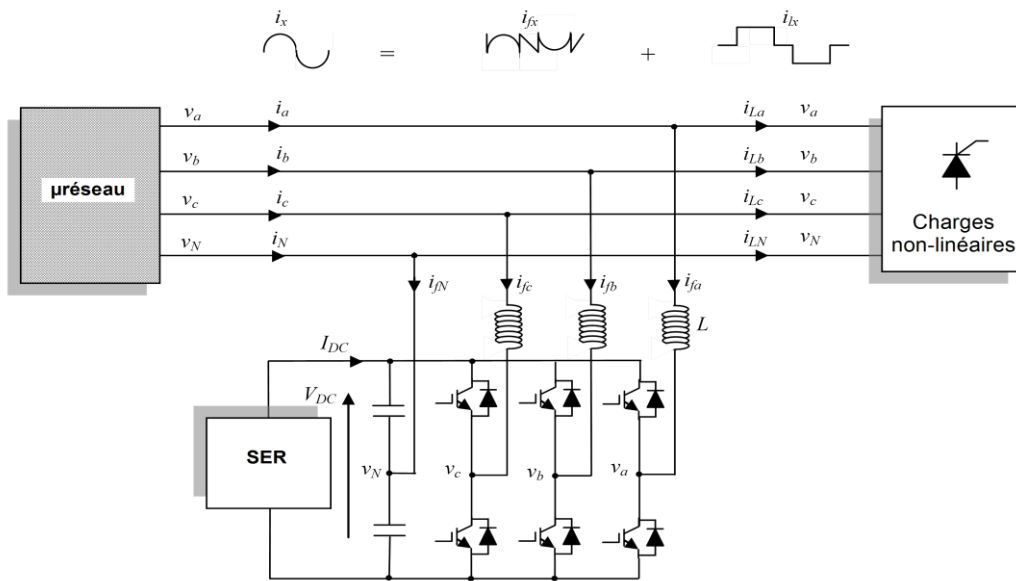 i_x = i_fx + i_lx
v_a i_a i_La v_a
v_b i_b i_Lb v_b
µréseau
v_c i_c i_Lc v_c
Charges
non-linéaires
v_N i_N i_LN v_N
i_fN i_fc i_fb i_fa
L
I_DC
V_DC
SER
v_N v_c v_b v_a